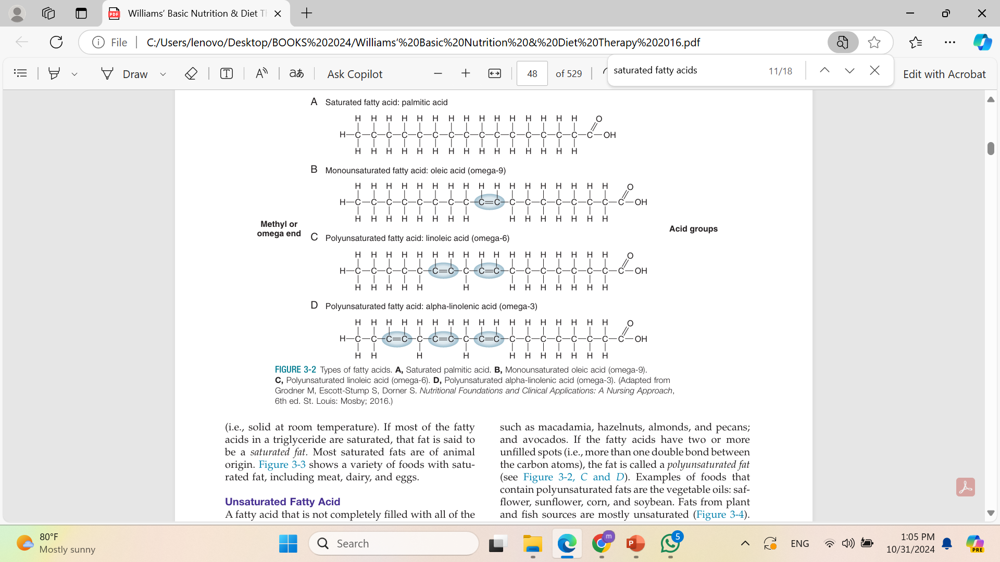 Williams' Basic Nutrition & Diet T
File
C:/Users/lenovo/Desktop/BOOKS%202024/Williams'%20Basic%20Nutrition%20&%20Diet%20Therapy%202016.pdf
Draw
T
A
aあ
Ask Copilot
48
of 529
saturated fatty acids
11/18
Edit with Acrobat
A Saturated fatty acid: palmitic acid
H H H H H H H H H H H H H H H O
H—C—C—C—C—C—C—C—C—C—C—C—C—C—C—C—C—OH
H H H H H H H H H H H H H H H
B Monounsaturated fatty acid: oleic acid (omega-9)
H H H H H H H H H H H H H H H H H O
H—C—C—C—C—C—C—C—C—C=C—C—C—C—C—C—C—C—C—OH
H H H H H H H H H H H H H H H
Methyl or
omega end
Acid groups
C Polyunsaturated fatty acid: linoleic acid (omega-6)
H H H H H H H H H H H H H H H H H O
H—C—C—C—C—C—C=C—C—C=C—C—C—C—C—C—C—C—C—OH
H H H H H H H H H H H H H
D Polyunsaturated fatty acid: alpha-linolenic acid (omega-3)
H H H H H H H H H H H H H H H H H O
H—C—C—C=C—C—C=C—C—C=C—C—C—C—C—C—C—C—C—OH
H H H H H H H H H H H
FIGURE 3-2 Types of fatty acids. A, Saturated palmitic acid. B, Monounsaturated oleic acid (omega-9).
C, Polyunsaturated linoleic acid (omega-6). D, Polyunsaturated alpha-linolenic acid (omega-3). (Adapted from
Grodner M, Escott-Stump S, Dorner S. Nutritional Foundations and Clinical Applications: A Nursing Approach,
6th ed. St. Louis: Mosby; 2016.)
(i.e., solid at room temperature). If most of the fatty
acids in a triglyceride are saturated, that fat is said to
be a saturated fat. Most saturated fats are of animal
origin. Figure 3-3 shows a variety of foods with satu-
rated fat, including meat, dairy, and eggs.
Unsaturated Fatty Acid
A fatty acid that is not completely filled with all of the
such as macadamia, hazelnuts, almonds, and pecans;
and avocados. If the fatty acids have two or more
unfilled spots (i.e., more than one double bond between
the carbon atoms), the fat is called a polyunsaturated fat
(see Figure 3-2, C and D). Examples of foods that
contain polyunsaturated fats are the vegetable oils: saf-
flower, sunflower, corn, and soybean. Fats from plant
and fish sources are mostly unsaturated (Figure 3-4).
80°F
Mostly sunny
Search
m
P
5
ENG
1:05 PM
10/31/2024
PRE